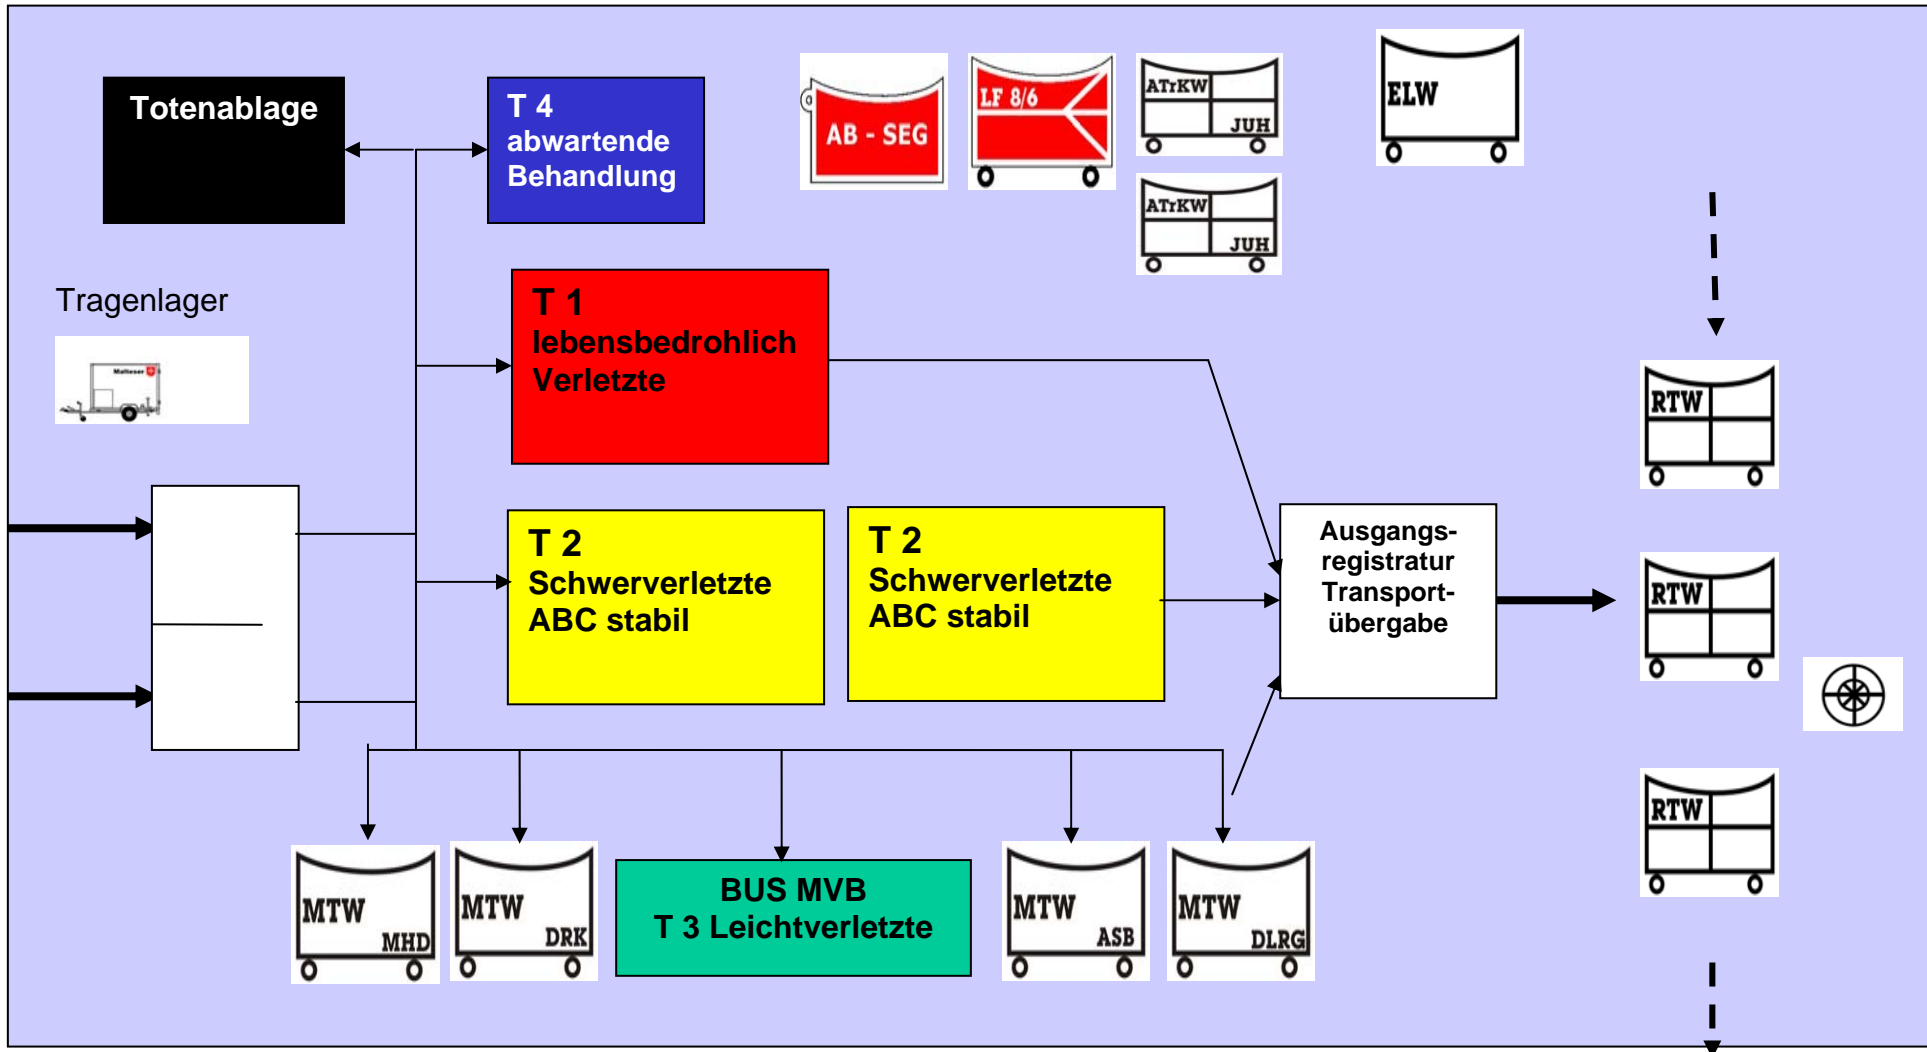 Totenablage
T 4
abwartende
Behandlung
AB - SEG
LF 8/6
ATrKW
JUH
ELW
ATrKW
JUH
Tragenlager
Malteser
T 1
lebensbedrohlich
Verletzte
RTW
T 2
Schwerverletzte
ABC stabil
T 2
Schwerverletzte
ABC stabil
Ausgangs-
registratur
Transport-
übergabe
RTW
RTW
MTW
MHD
MTW
DRK
BUS MVB
T 3 Leichtverletzte
MTW
ASB
MTW
DLRG